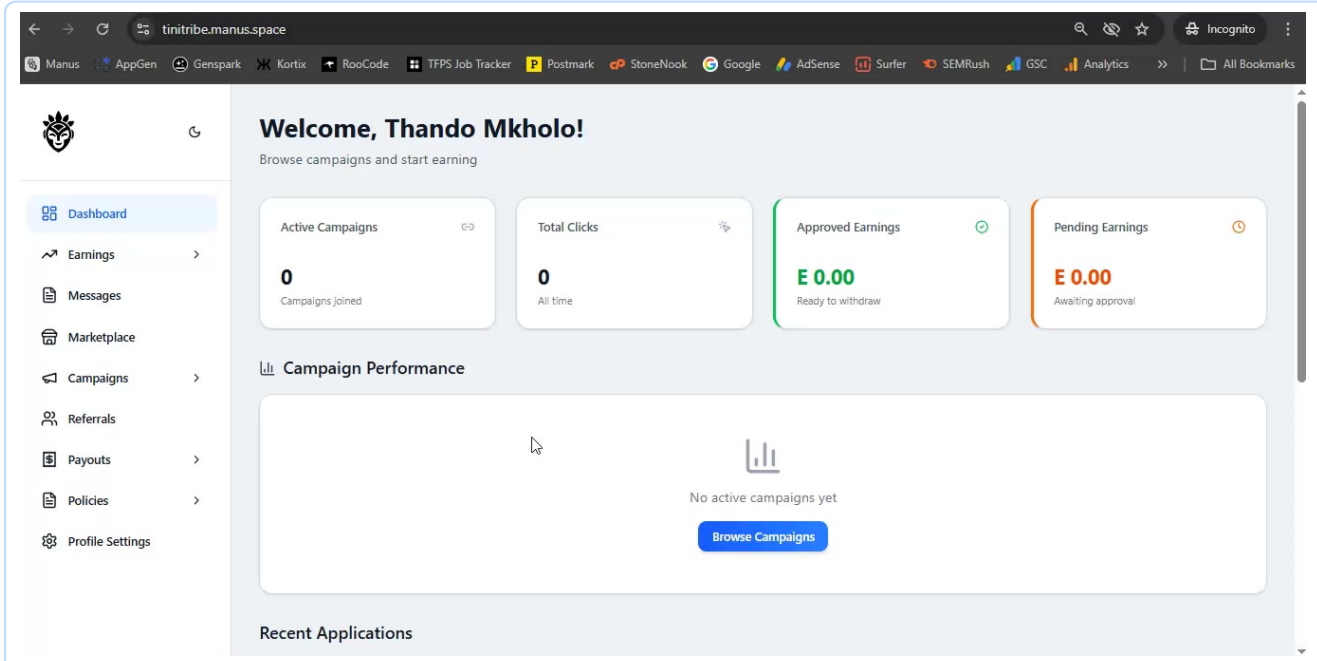 tinitribe.manus.space
Incognito
Manus AppGen Genspark Kortix RooCode TFPS Job Tracker Postmark StoneNook Google AdSense Surfer SEMRush GSC Analytics » All Bookmarks
Welcome, Thando Mkholo!
Browse campaigns and start earning
Dashboard
Earnings
Messages
Marketplace
Campaigns
Referrals
Payouts
Policies
Profile Settings
Active Campaigns
0
Campaigns joined
Total Clicks
0
All time
Approved Earnings
E 0.00
Ready to withdraw
Pending Earnings
E 0.00
Awaiting approval
Campaign Performance
No active campaigns yet
Browse Campaigns
Recent Applications